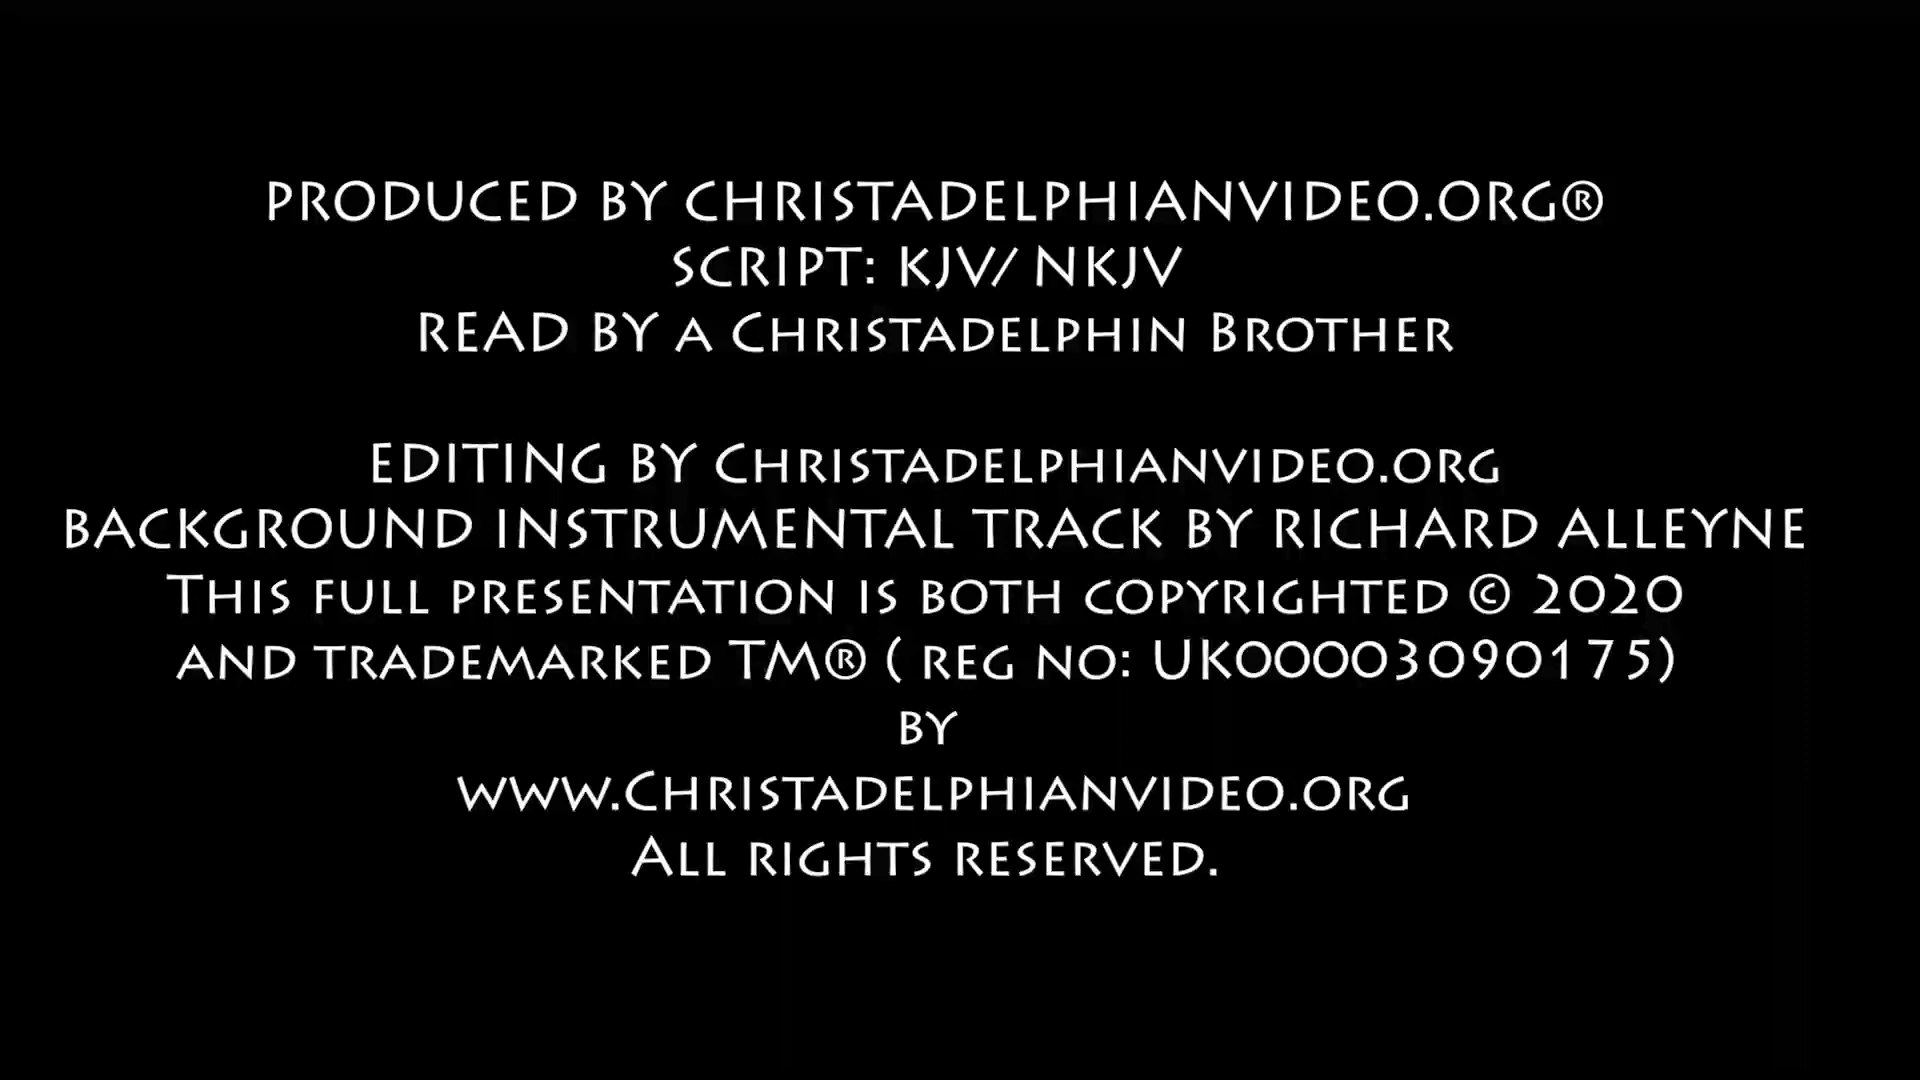 PRODUCED BY CHRISTADELPHIANVIDEO.ORG®
SCRIPT: KJV/ NKJV
READ BY A CHRISTADELPHIN BROTHER
EDITING BY CHRISTADELPHIANVIDEO.ORG
BACKGROUND INSTRUMENTAL TRACK BY RICHARD ALLEYNE
THIS FULL PRESENTATION IS BOTH COPYRIGHTED © 2020
AND TRADEMARKED TM® ( REG NO: UK00003090175)
BY
WWW.CHRISTADELPHIANVIDEO.ORG
ALL RIGHTS RESERVED.